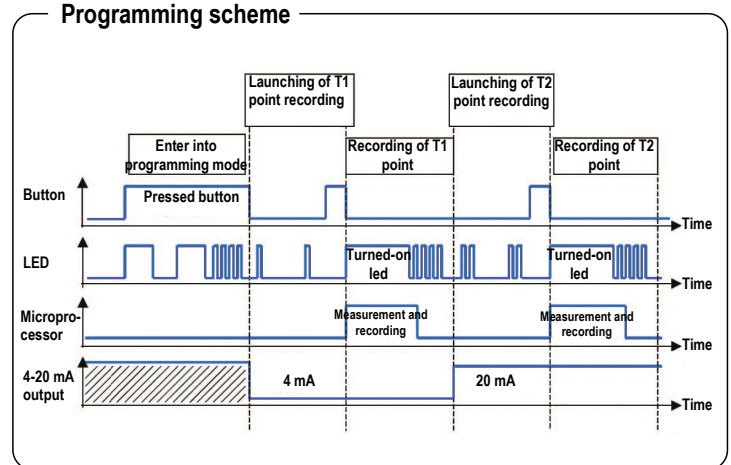 Programming scheme
Launching of T1
point recording
Launching of T2
point recording
Enter into
programming mode
Recording of T1
point
Recording of T2
point
Button
Pressed button
Time
LED
Turned-on
led
Turned-on
led
Time
Micropro-
cessor
Measurement and
recording
Measurement and
recording
Time
4-20 mA
output
4 mA
20 mA
Time